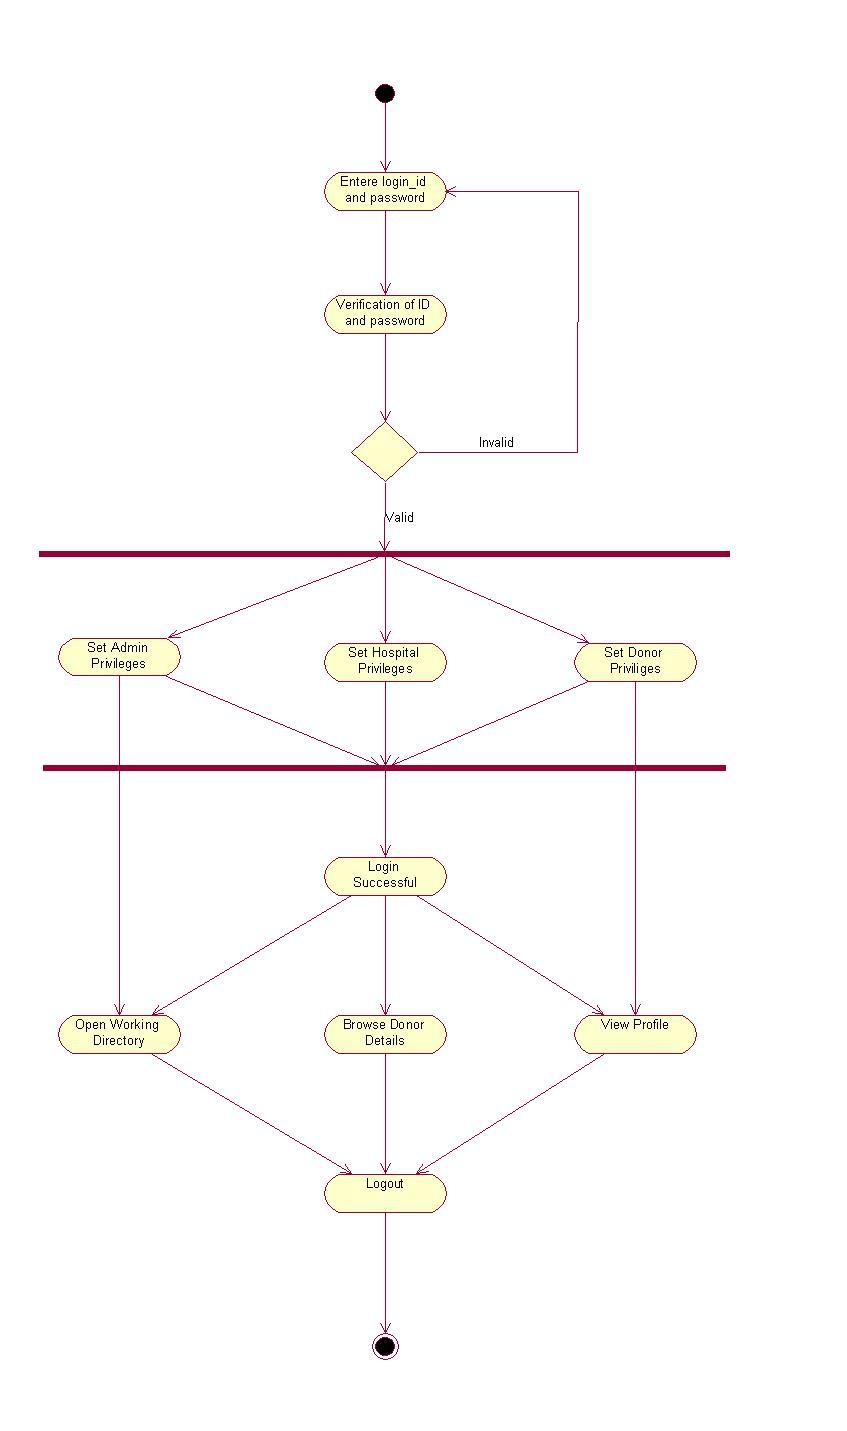 Entere login_id
and password
Verification of ID
and password
Invalid
Valid
Set Admin
Privileges
Set Hospital
Privileges
Set Donor
Priviliges
Login
Successful
Open Working
Directory
Browse Donor
Details
View Profile
Logout